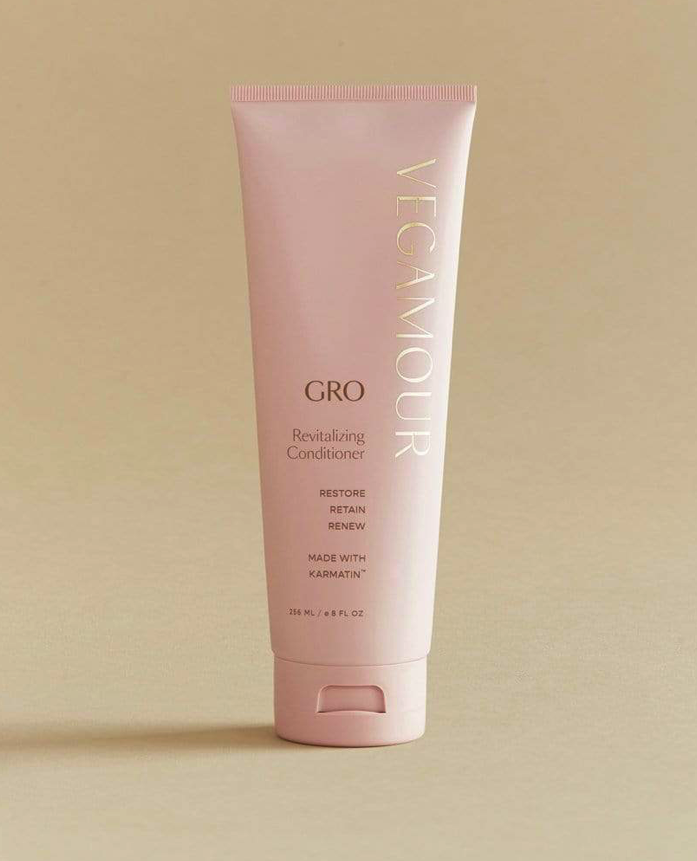 VEGAMOUR
GRO
Revitalizing
Conditioner
RESTORE
RETAIN
RENEW
MADE WITH
KARMATIN™
256 ML / ℮ 8 FL OZ